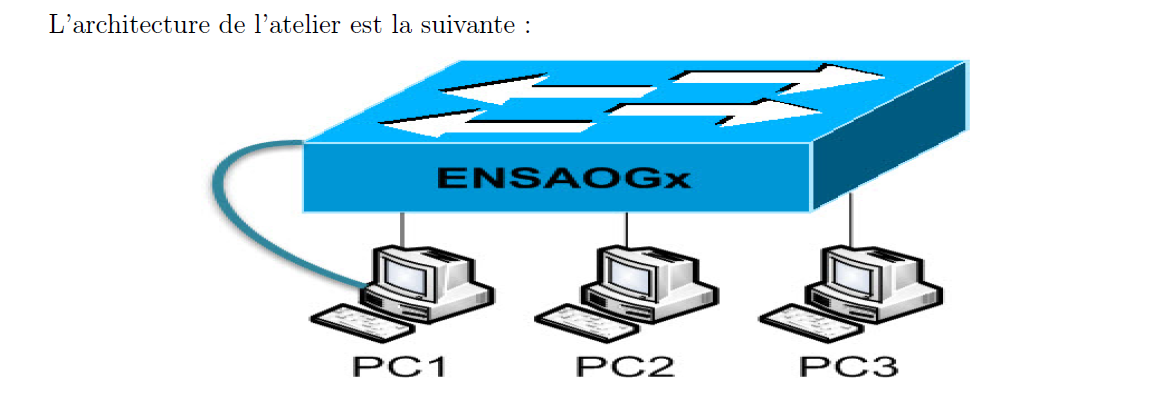 L'architecture de l'atelier est la suivante :
ENSAOGx
PC1
PC2
PC3